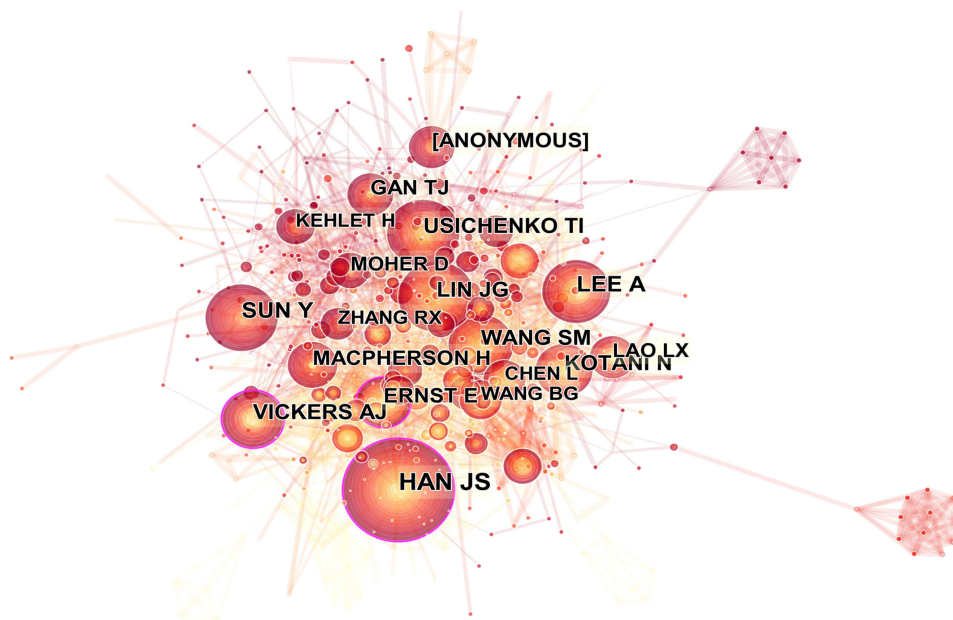 [ANONYMOUS]
GAN TJ
KEHLET H
USICHENKO TI
MOHER D
LEE A
LIN JG
SUN Y
ZHANG RX
WANG SM
LAO LX
MACPHERSON H
KOTANI N
CHEN L
ERNST E
WANG BG
VICKERS AJ
HAN JS